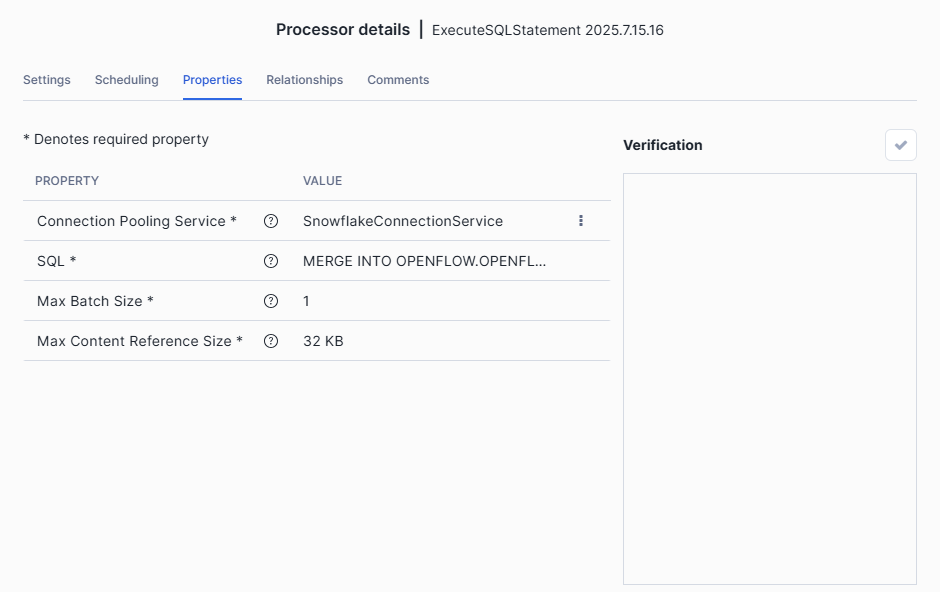 Processor details | ExecuteSQLStatement 2025.7.15.16
Settings Scheduling Properties Relationships Comments
* Denotes required property
Verification
PROPERTY VALUE
Connection Pooling Service * SnowflakeConnectionService
SQL * MERGE INTO OPENFLOW.OPENFL...
Max Batch Size * 1
Max Content Reference Size * 32 KB